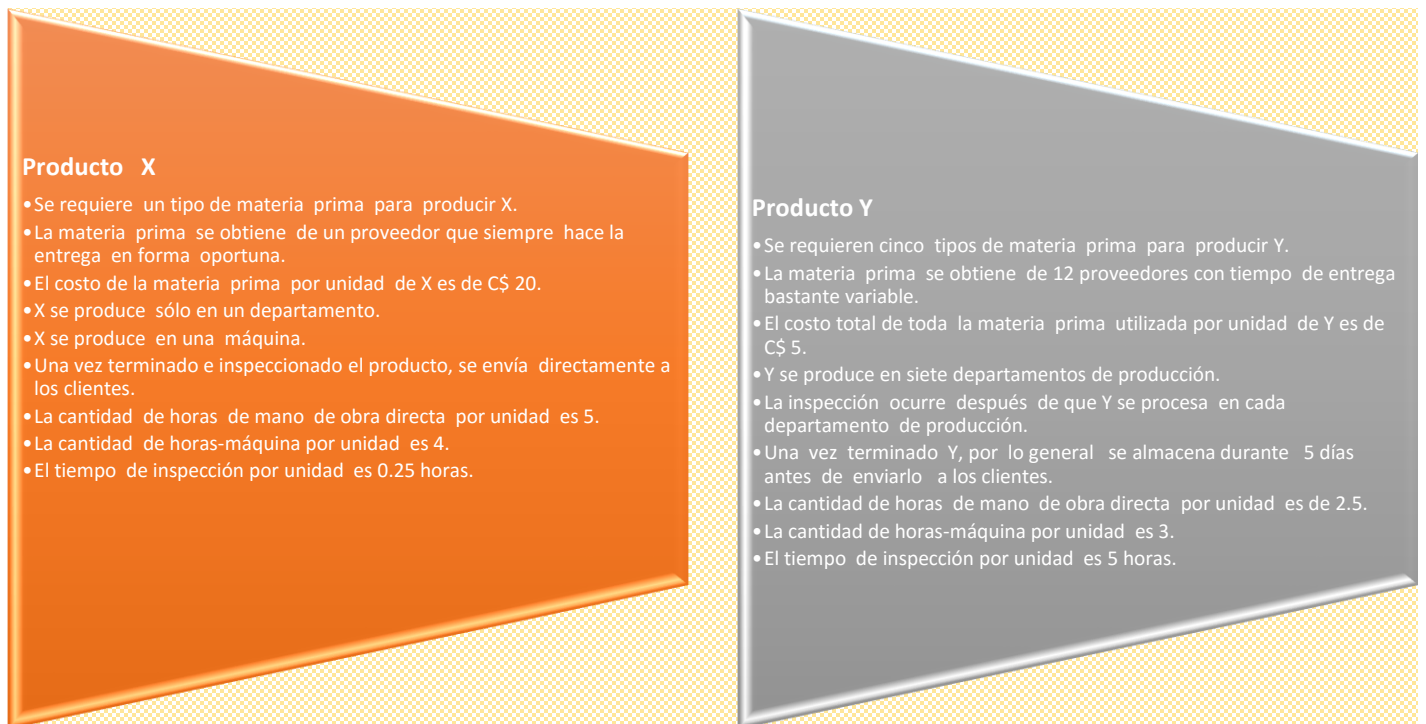 Producto X
•Se requiere un tipo de materia prima para producir X.
•La materia prima se obtiene de un proveedor que siempre hace la
entrega en forma oportuna.
•El costo de la materia prima por unidad de X es de C$ 20.
•X se produce sólo en un departamento.
•X se produce en una máquina.
•Una vez terminado e inspeccionado el producto, se envía directamente a
los clientes.
•La cantidad de horas de mano de obra directa por unidad es 5.
•La cantidad de horas-máquina por unidad es 4.
•El tiempo de inspección por unidad es 0.25 horas.
Producto Y
•Se requieren cinco tipos de materia prima para producir Y.
•La materia prima se obtiene de 12 proveedores con tiempo de entrega
bastante variable.
•El costo total de toda la materia prima utilizada por unidad de Y es de
C$ 5.
•Y se produce en siete departamentos de producción.
•La inspección ocurre después de que Y se procesa en cada
departamento de producción.
•Una vez terminado Y, por lo general se almacena durante 5 días
antes de enviarlo a los clientes.
•La cantidad de horas de mano de obra directa por unidad es de 2.5.
•La cantidad de horas-máquina por unidad es 3.
•El tiempo de inspección por unidad es 5 horas.